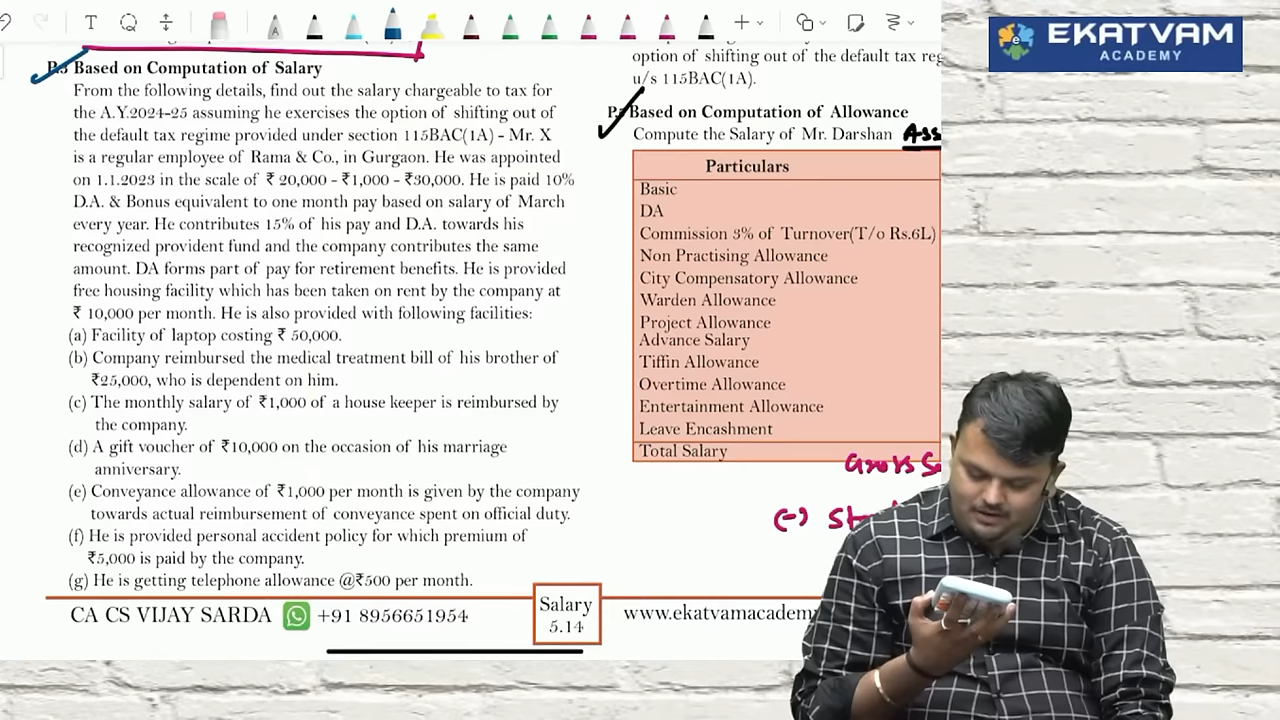 T
A
EKATVAM
ACADEMY
P.3 Based on Computation of Salary
From the following details, find out the salary chargeable to tax for
the A.Y.2024-25 assuming he exercises the option of shifting out of
the default tax regime provided under section 115BAC(1A) - Mr. X
is a regular employee of Rama & Co., in Gurgaon. He was appointed
on 1.1.2023 in the scale of ₹ 20,000 - ₹1,000 - ₹30,000. He is paid 10%
D.A. & Bonus equivalent to one month pay based on salary of March
every year. He contributes 15% of his pay and D.A. towards his
recognized provident fund and the company contributes the same
amount. DA forms part of pay for retirement benefits. He is provided
free housing facility which has been taken on rent by the company at
₹ 10,000 per month. He is also provided with following facilities:
(a) Facility of laptop costing ₹ 50,000.
(b) Company reimbursed the medical treatment bill of his brother of
₹25,000, who is dependent on him.
(c) The monthly salary of ₹1,000 of a house keeper is reimbursed by
the company.
(d) A gift voucher of ₹10,000 on the occasion of his marriage
anniversary.
(e) Conveyance allowance of ₹1,000 per month is given by the company
towards actual reimbursement of conveyance spent on official duty.
(f) He is provided personal accident policy for which premium of
₹5,000 is paid by the company.
(g) He is getting telephone allowance @₹500 per month.
option of shifting out of the default tax reg
u/s 115BAC(1A).
Based on Computation of Allowance
Compute the Salary of Mr. Darshan Ass
Particulars
Basic
DA
Commission 3% of Turnover(T/o Rs.6L)
Non Practising Allowance
City Compensatory Allowance
Warden Allowance
Project Allowance
Advance Salary
Tiffin Allowance
Overtime Allowance
Entertainment Allowance
Leave Encashment
Total Salary
Gross S
(-) St
CA CS VIJAY SARDA +91 8956651954
Salary
5.14
www.ekatvamacadem